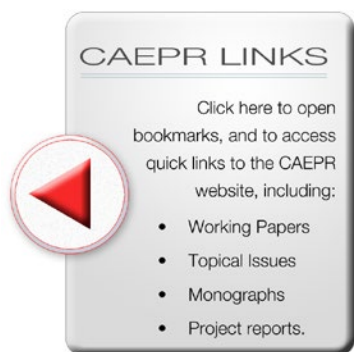 CAEPR LINKS
Click here to open
bookmarks, and to access
quick links to the CAEPR
website, including:
• Working Papers
• Topical Issues
• Monographs
• Project reports.